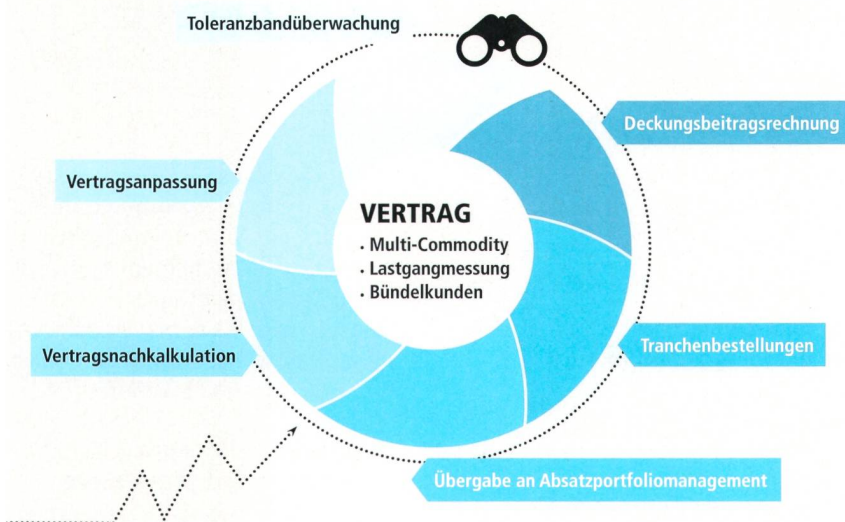 Toleranzbandüberwachung
Deckungsbeitragsrechnung
Vertragsanpassung
VERTRAG
· Multi-Commodity
· Lastgangmessung
· Bündelkunden
Vertragsnachkalkulation
Tranchenbestellungen
Übergabe an Absatzportfoliomanagement